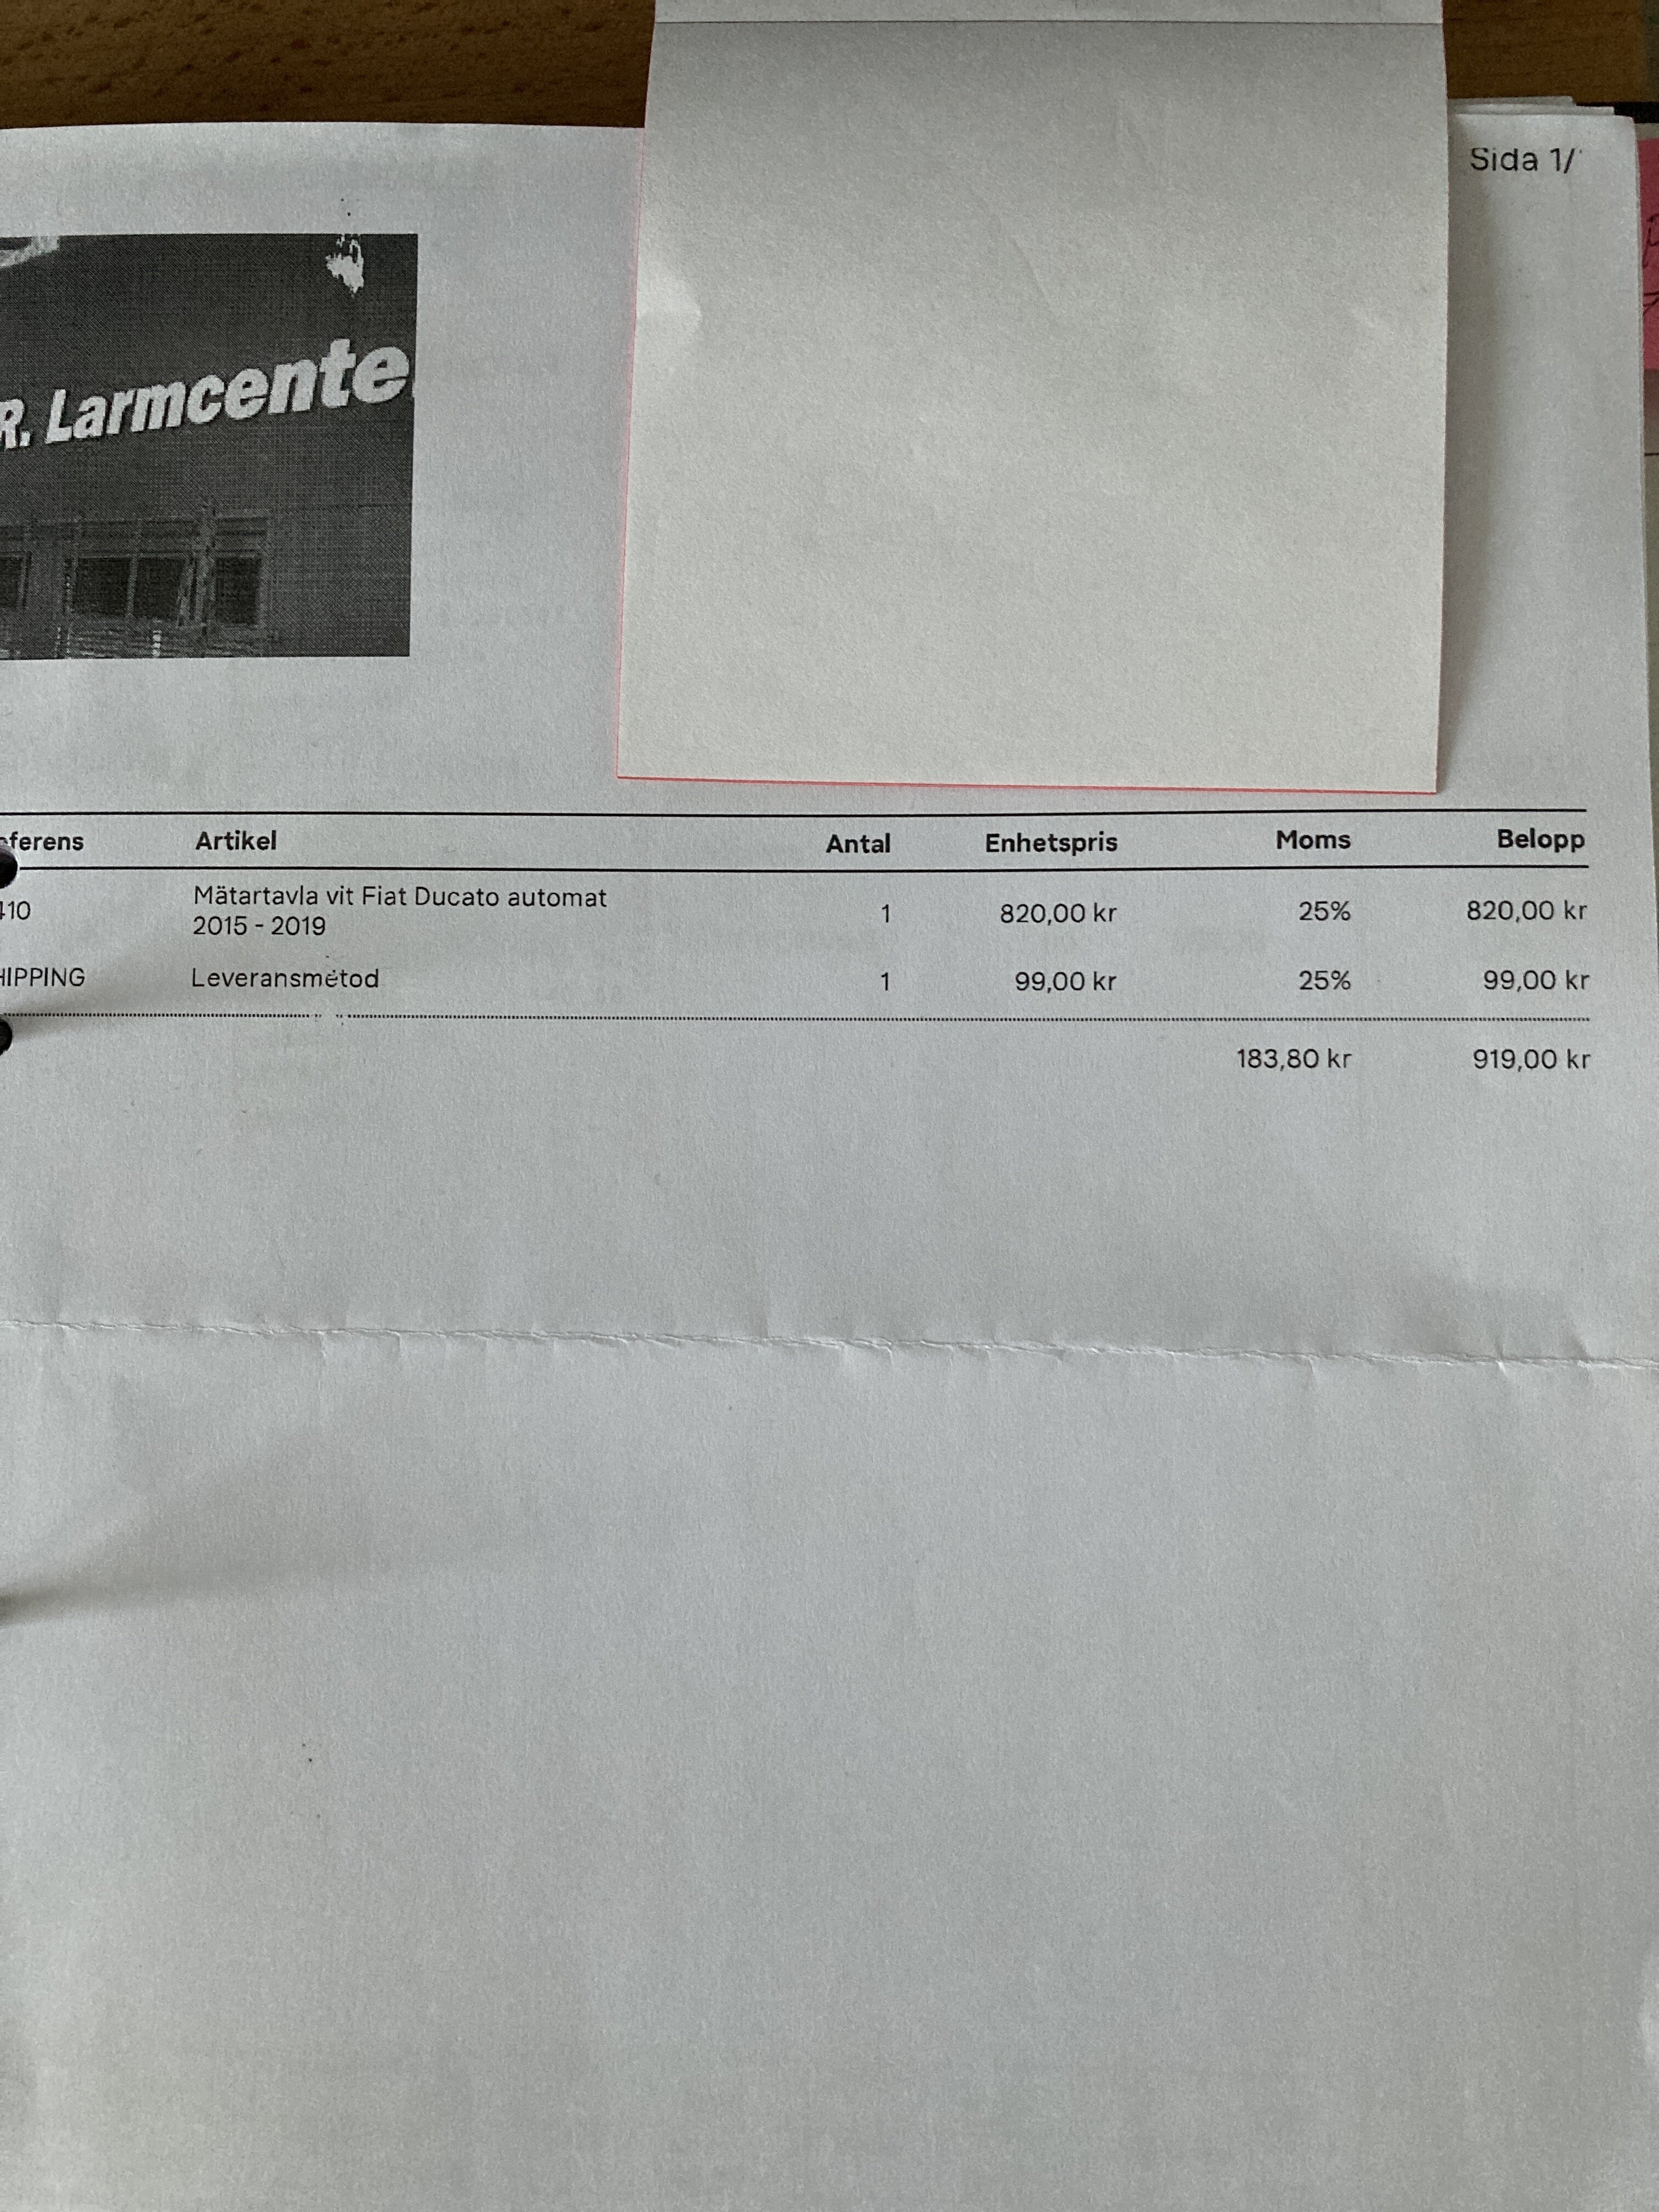 Sida 1/
R. Larmcente
Artikel Antal Enhetspris Moms Belopp
Mätartavla vit Fiat Ducato automat
2015 - 2019
410 1 820,00 kr 25% 820,00 kr
HIPPING Leveransmetod 1 99,00 kr 25% 99,00 kr
183,80 kr 919,00 kr